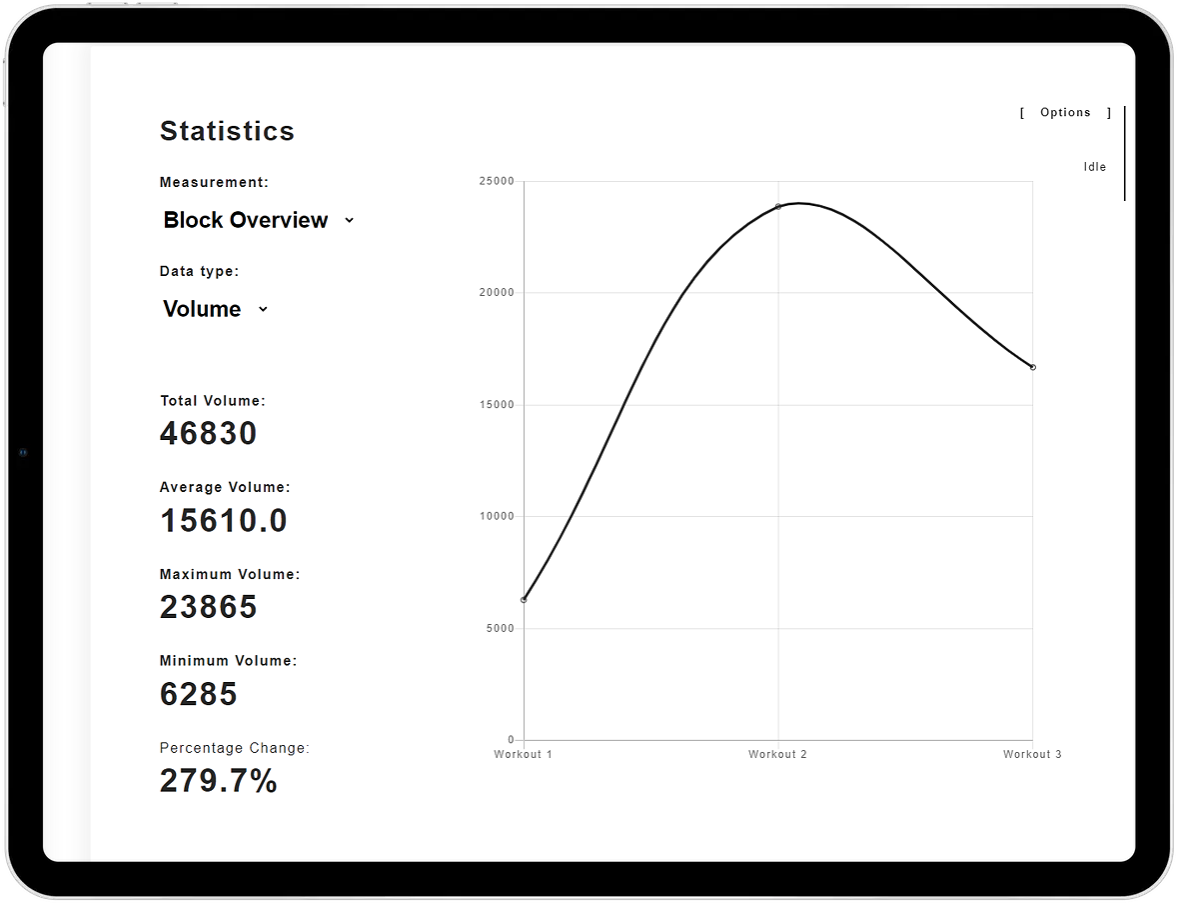 Statistics
Measurement:
Block Overview
Data type:
Volume
Total Volume:
46830
Average Volume:
15610.0
Maximum Volume:
23865
Minimum Volume:
6285
Percentage Change:
279.7%
[ Options ]
Idle
25000
20000
15000
10000
5000
0
Workout 1
Workout 2
Workout 3